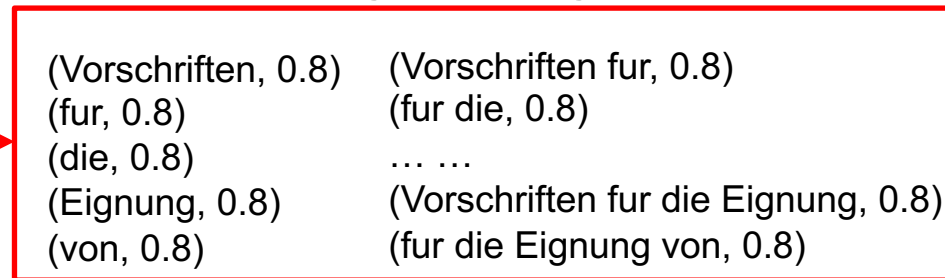 (Vorschriften, 0.8)
(fur, 0.8)
(die, 0.8)
(Eignung, 0.8)
(von, 0.8)
(Vorschriften fur, 0.8)
(fur die, 0.8)
… …
(Vorschriften fur die Eignung, 0.8)
(fur die Eignung von, 0.8)